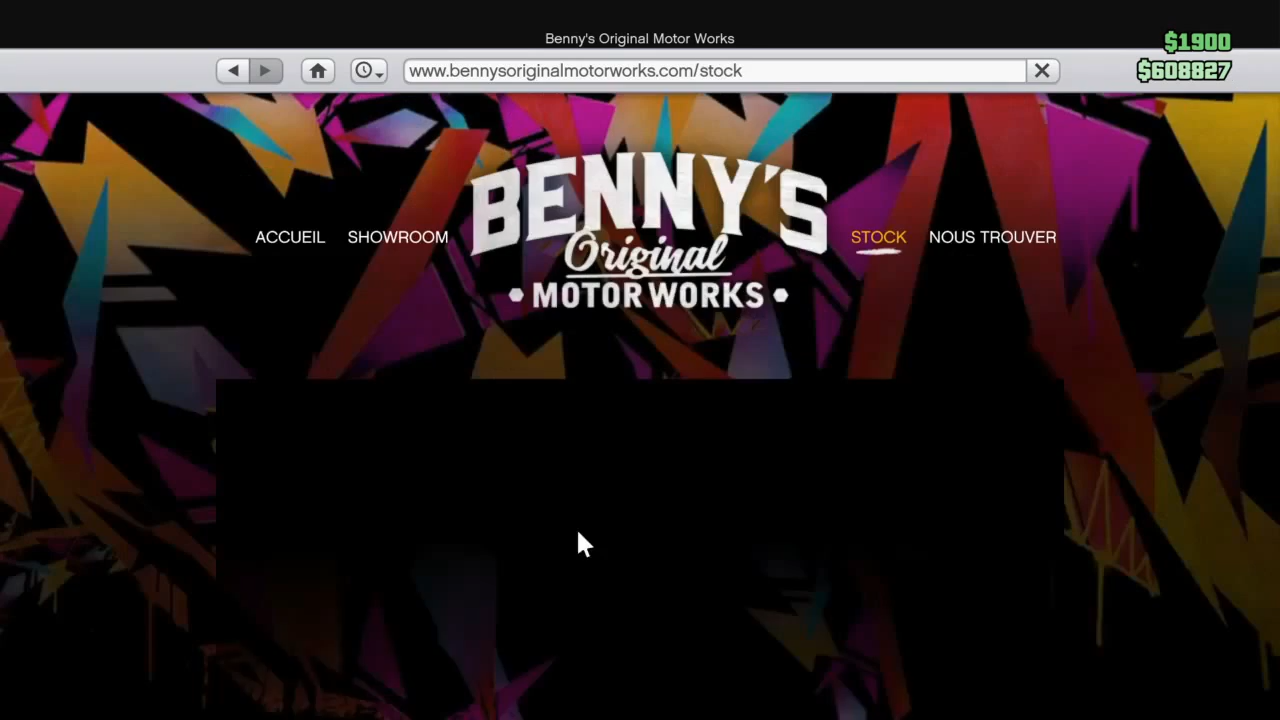 Benny's Original Motor Works
$1900
www.bennysoriginalmotorworks.com/stock
$608827
BENNY'S
Original
MOTOR WORKS
ACCUEIL SHOWROOM STOCK NOUS TROUVER